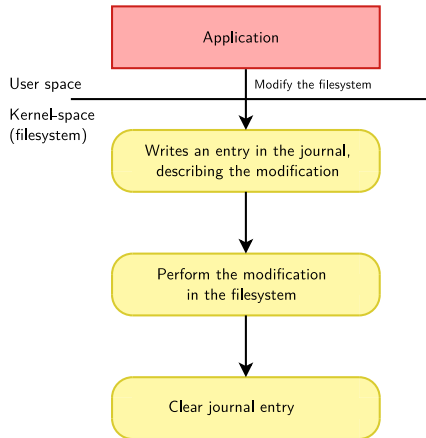 Application
User space
Modify the filesystem
Kernel-space
(filesystem)
Writes an entry in the journal,
describing the modification
Perform the modification
in the filesystem
Clear journal entry